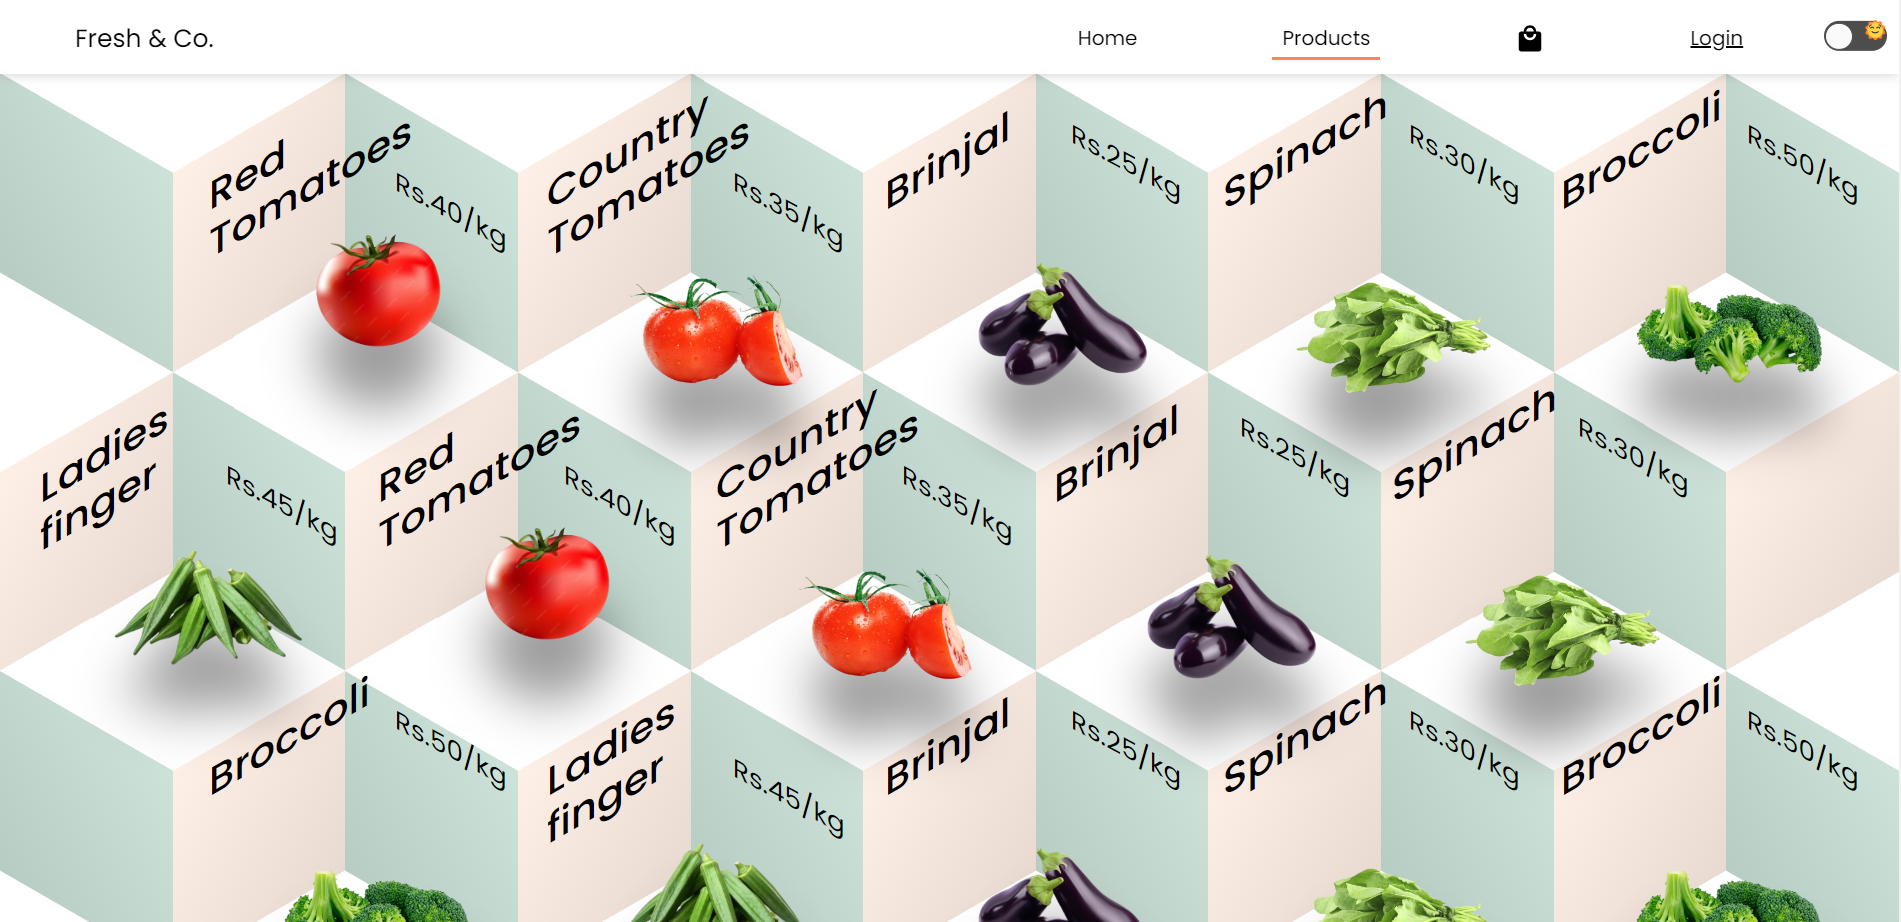 Fresh & Co.
Home
Products
Login
Red
Tomatoes
Rs.40/kg
Country
Tomatoes
Rs.35/kg
Brinjal
Rs.25/kg
Spinach
Rs.30/kg
Broccoli
Rs.50/kg
Ladies
finger
Rs.45/kg
Red
Tomatoes
Rs.40/kg
Country
Tomatoes
Rs.35/kg
Brinjal
Rs.25/kg
Spinach
Rs.30/kg
Broccoli
Rs.50/kg
Ladies
finger
Rs.45/kg
Brinjal
Rs.25/kg
Spinach
Rs.30/kg
Broccoli
Rs.50/kg